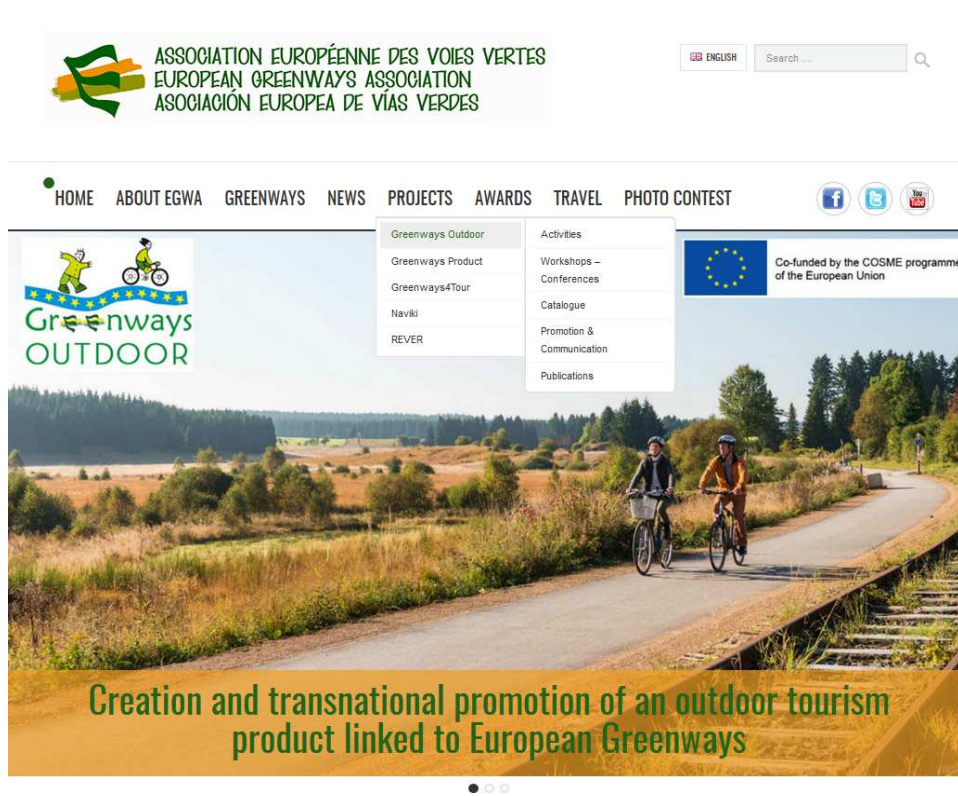 ASSOCIATION EUROPÉENNE DES VOIES VERTES
EUROPEAN GREENWAYS ASSOCIATION
ASOCIACIÓN EUROPEA DE VÍAS VERDES
ENGLISH
Search ...
HOME ABOUT EGWA GREENWAYS NEWS PROJECTS AWARDS TRAVEL PHOTO CONTEST
f
You Tube
Greenways Outdoor
Greenways Product
Greenways4Tour
Naviki
REVER
Activities
Workshops –
Conferences
Catalogue
Promotion &
Communication
Publications
Greenways
OUTDOOR
Co-funded by the COSME programme
of the European Union
Creation and transnational promotion of an outdoor tourism
product linked to European Greenways